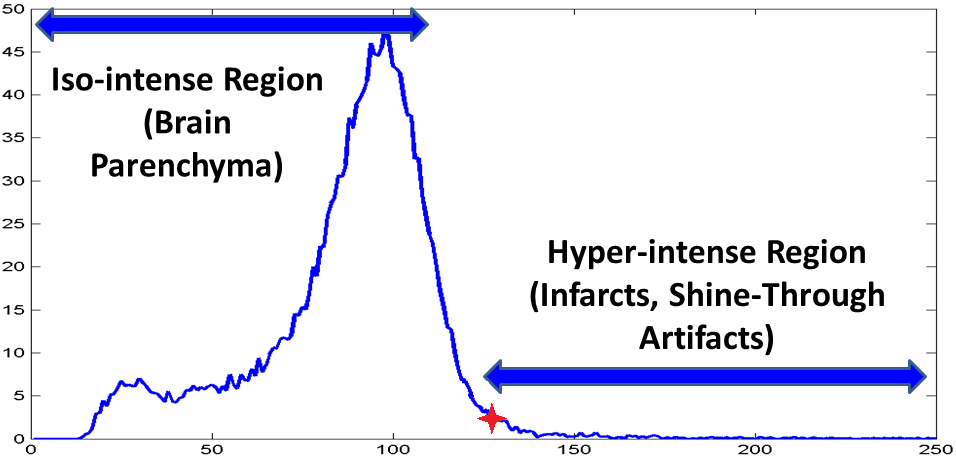 50
45
40
35
30
25
20
15
10
5
0
Iso-intense Region
(Brain
Parenchyma)
Hyper-intense Region
(Infarcts, Shine-Through
Artifacts)
0 50 100 150 200 250